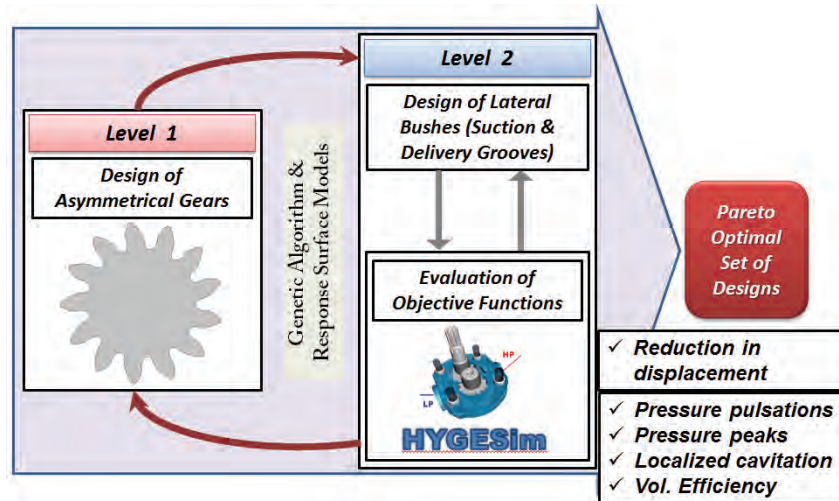 Level 1
Design of
Asymmetrical Gears
Genetic Algorithm &
Response Surface Models
Level 2
Design of Lateral
Bushes (Suction &
Delivery Grooves)
Evaluation of
Objective Functions
HP
LP
HYGESim
Pareto
Optimal
Set of
Designs
✓ Reduction in
displacement
✓ Pressure pulsations
✓ Pressure peaks
✓ Localized cavitation
✓ Vol. Efficiency